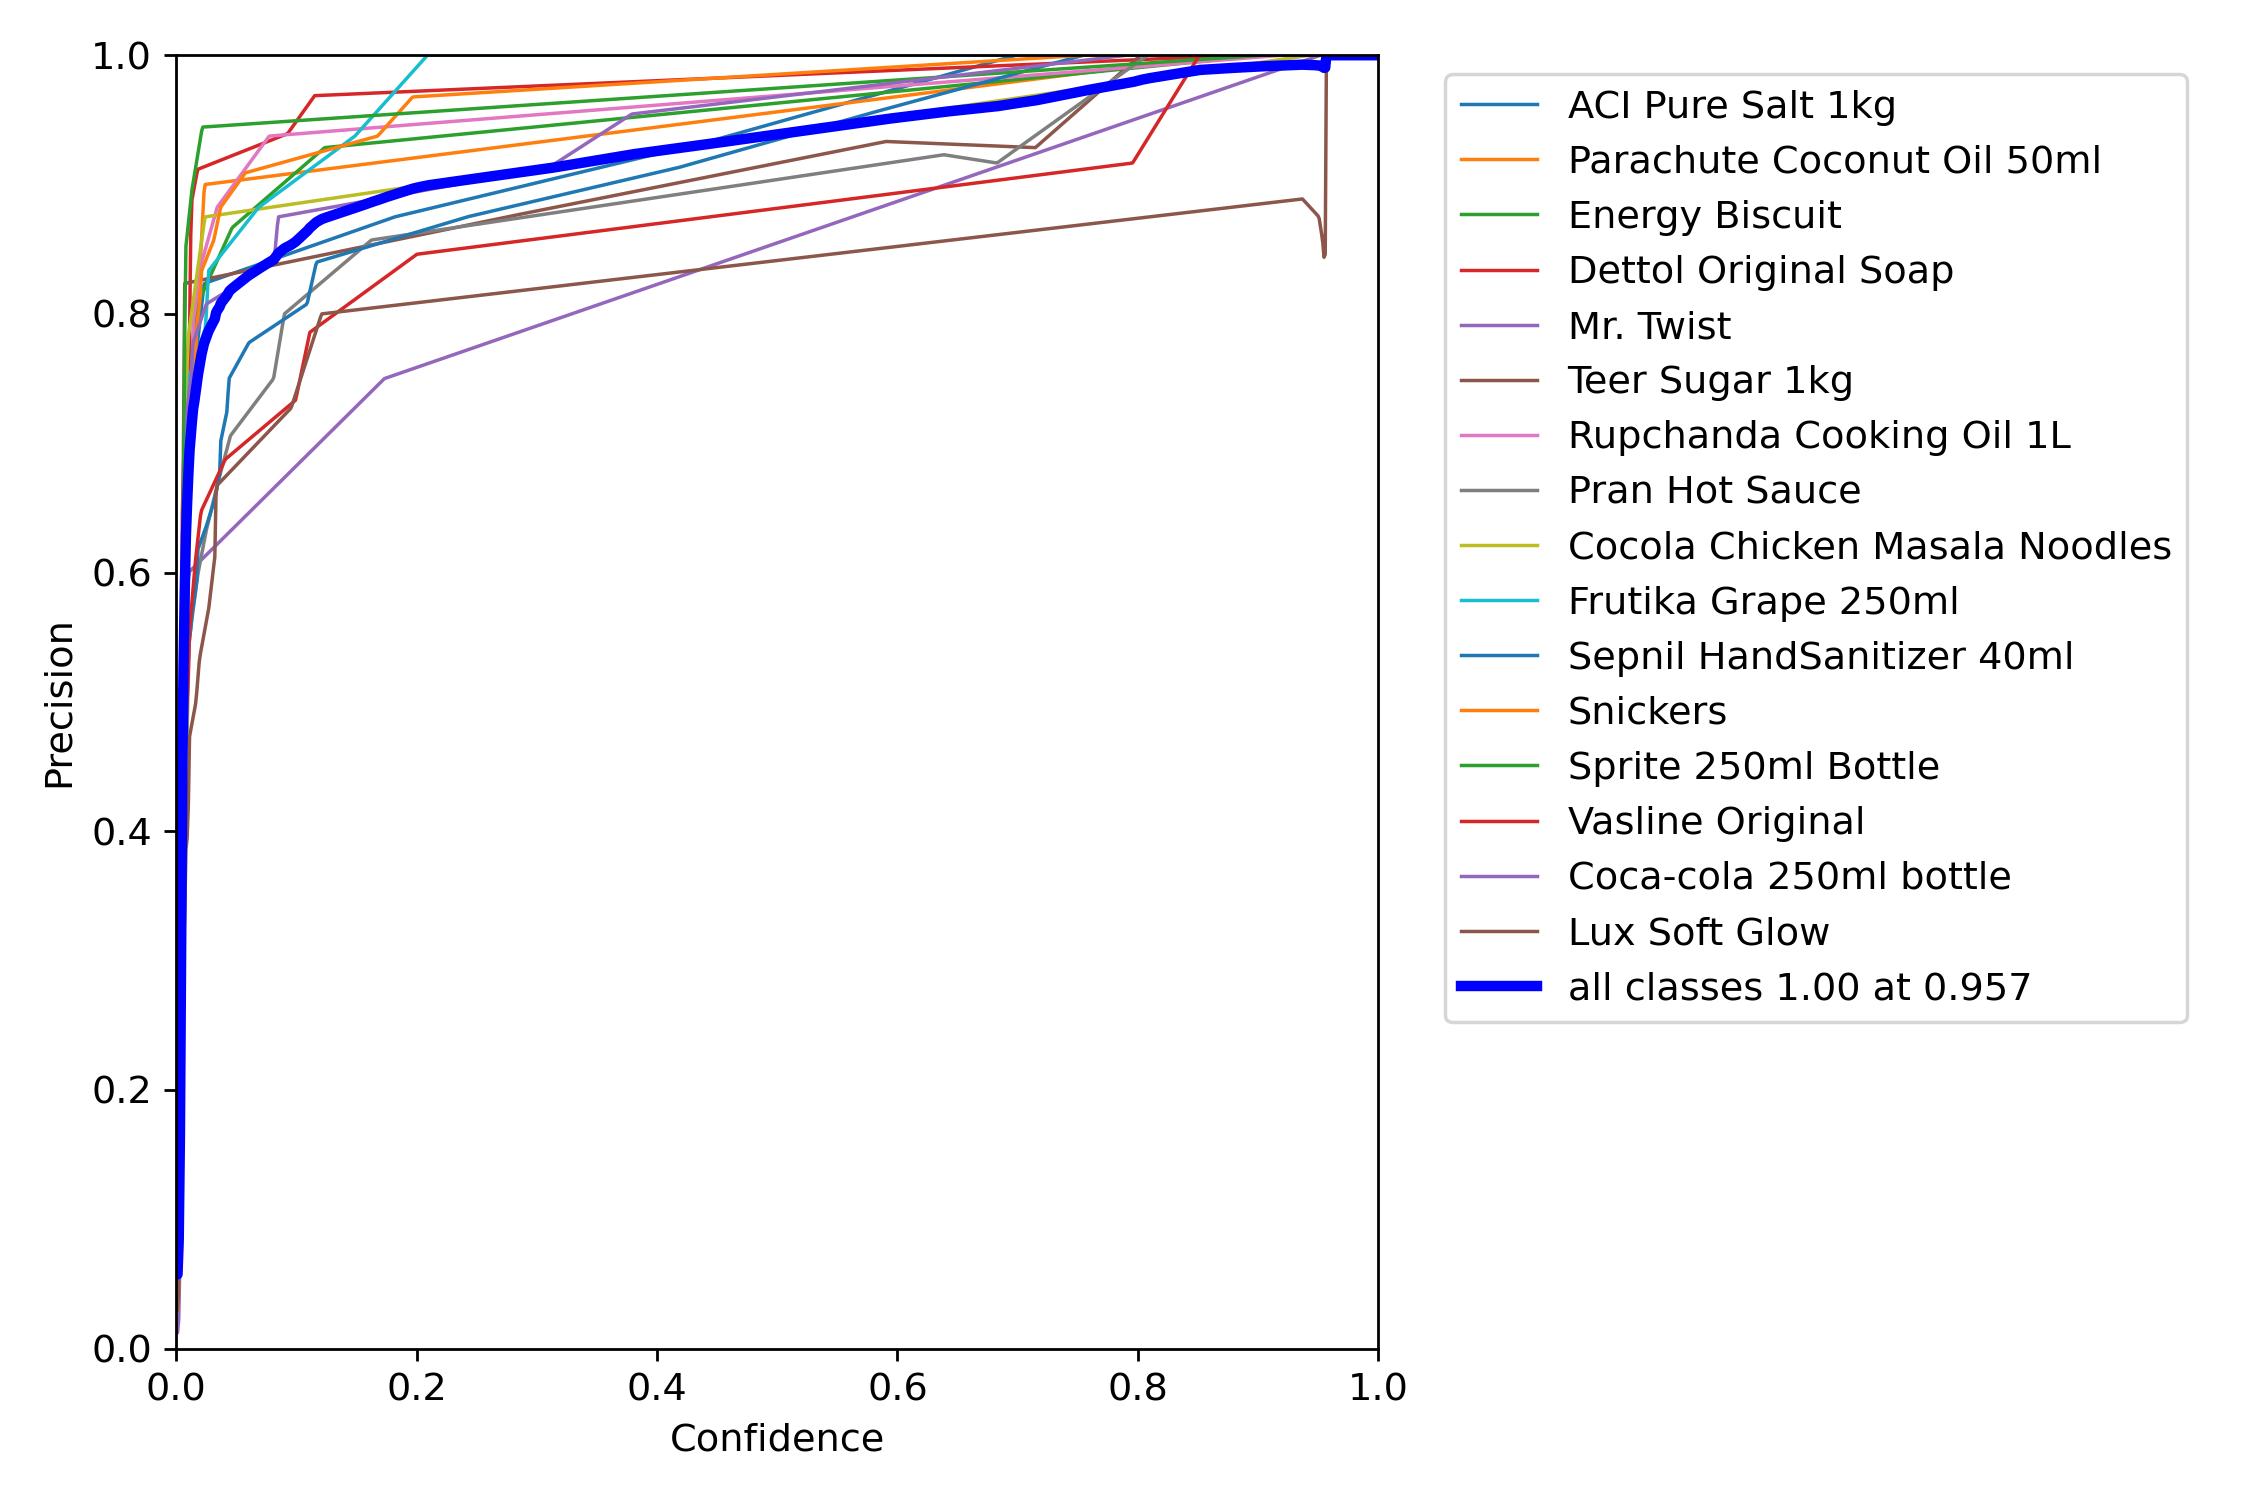 1.0
0.8
0.6
0.4
0.2
0.0
Precision
0.0 0.2 0.4 0.6 0.8 1.0
Confidence
ACI Pure Salt 1kg
Parachute Coconut Oil 50ml
Energy Biscuit
Dettol Original Soap
Mr. Twist
Teer Sugar 1kg
Rupchanda Cooking Oil 1L
Pran Hot Sauce
Cocola Chicken Masala Noodles
Frutika Grape 250ml
Sepnil HandSanitizer 40ml
Snickers
Sprite 250ml Bottle
Vasline Original
Coca-cola 250ml bottle
Lux Soft Glow
all classes 1.00 at 0.957